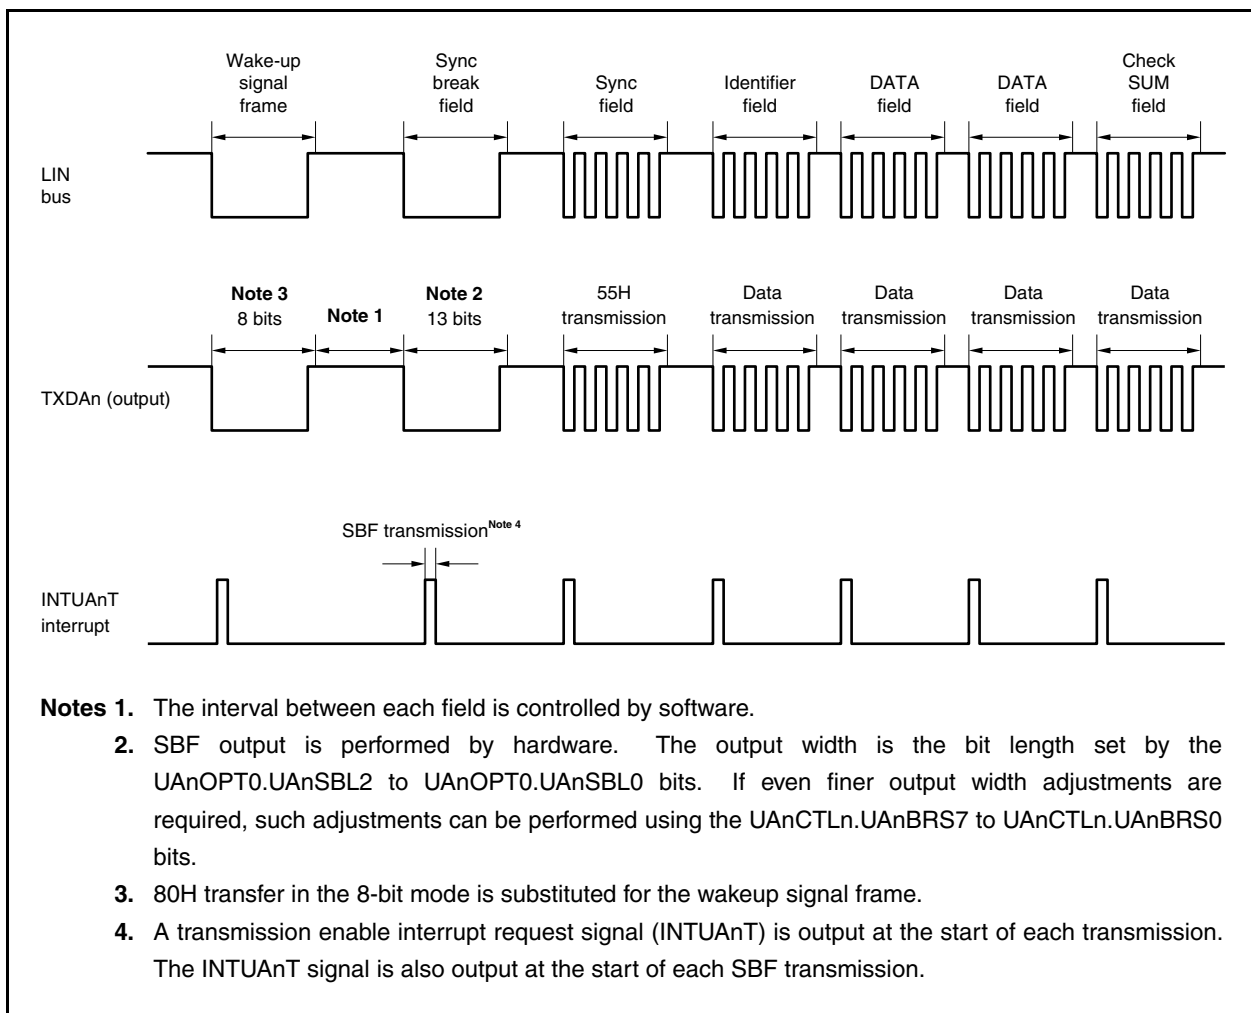 Wake-up
signal
frame
Sync
break
field
Sync
field
Identifier
field
DATA
field
DATA
field
Check
SUM
field
LIN
bus
Note 3
8 bits
Note 1
Note 2
13 bits
55H
transmission
Data
transmission
Data
transmission
Data
transmission
Data
transmission
TXDAn (output)
SBF transmission Note 4
INTUAnT
interrupt
Notes 1. The interval between each field is controlled by software.
2. SBF output is performed by hardware. The output width is the bit length set by the
UAnOPT0.UAnSBL2 to UAnOPT0.UAnSBL0 bits. If even finer output width adjustments are
required, such adjustments can be performed using the UAnCTLn.UAnBRS7 to UAnCTLn.UAnBRS0
bits.
3. 80H transfer in the 8-bit mode is substituted for the wakeup signal frame.
4. A transmission enable interrupt request signal (INTUAnT) is output at the start of each transmission.
The INTUAnT signal is also output at the start of each SBF transmission.